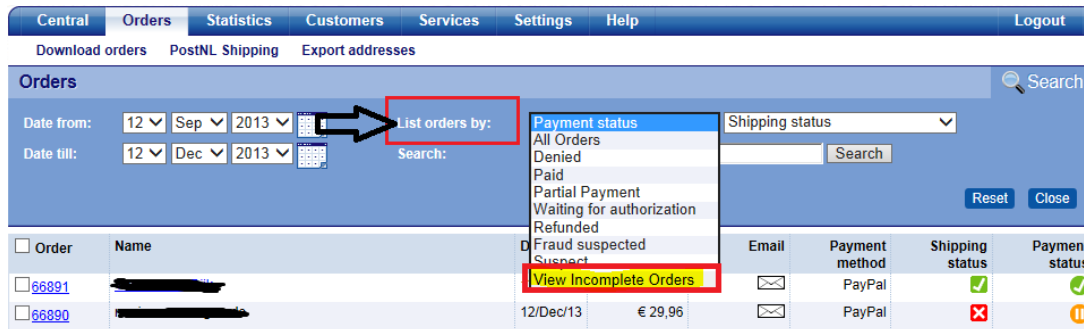 Central Orders Statistics Customers Services Settings Help Logout
Download orders PostNL Shipping Export addresses
Orders Search
Date from: 12 Sep 2013 List orders by: Payment status Shipping status
All Orders
Date till: 12 Dec 2013 Search: Denied Search
Paid
Partial Payment
Waiting for authorization
Reset Close
Refunded
Fraud suspected
Suspect
View Incomplete Orders
Order Name Email Payment method Shipping status Paymen status
66891 PayPal
66890 12/Dec/13 € 29,96 PayPal